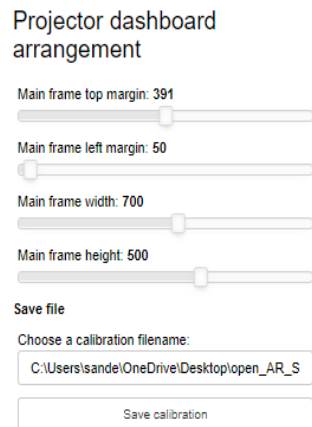 Projector dashboard
arrangement
Main frame top margin: 391
Main frame left margin: 50
Main frame width: 700
Main frame height: 500
Save file
Choose a calibration filename:
C:\Users\sande\OneDrive\Desktop\open_AR_S
Save calibration